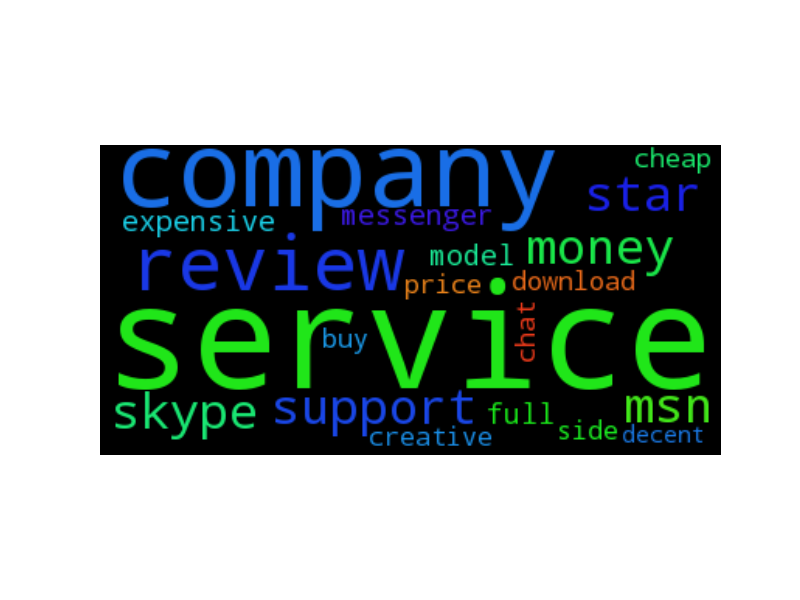 company
cheap
star
expensive
messenger
review
model
money
price
download
service
buy
chat
skype
support
full
msn
creative
side
decent